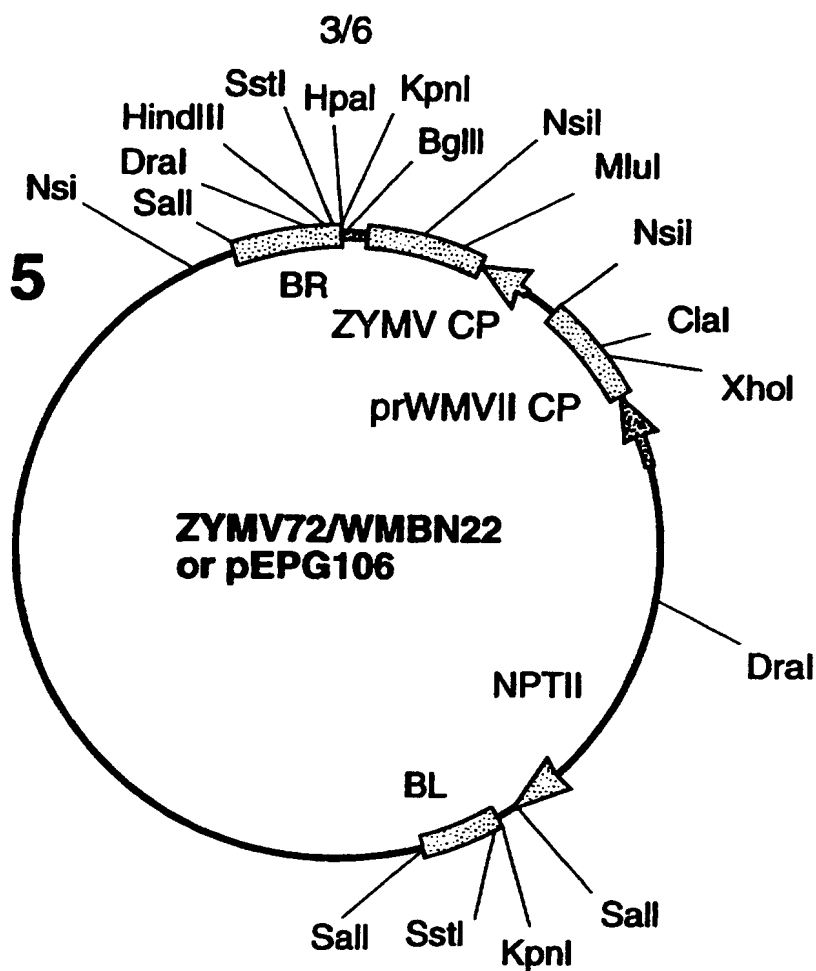 3/6
SstI
HpaI
KpnI
HindIII
BglII
NsiI
DraI
MluI
Nsi
SalI
NsiI
5
BR
ZYMV CP
ClaI
XhoI
prWMVII CP
ZYMV72/WMBN22
or pEPG106
DraI
NPTII
BL
SalI
SstI
KpnI
SalI